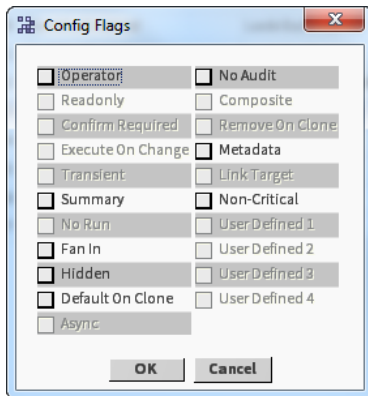 Config Flags
Operator
No Audit
Readonly
Composite
Confirm Required
Remove On Clone
Execute On Change
Metadata
Transient
Link Target
Summary
Non-Critical
No Run
User Defined 1
Fan In
User Defined 2
Hidden
User Defined 3
Default On Clone
User Defined 4
Async
OK
Cancel